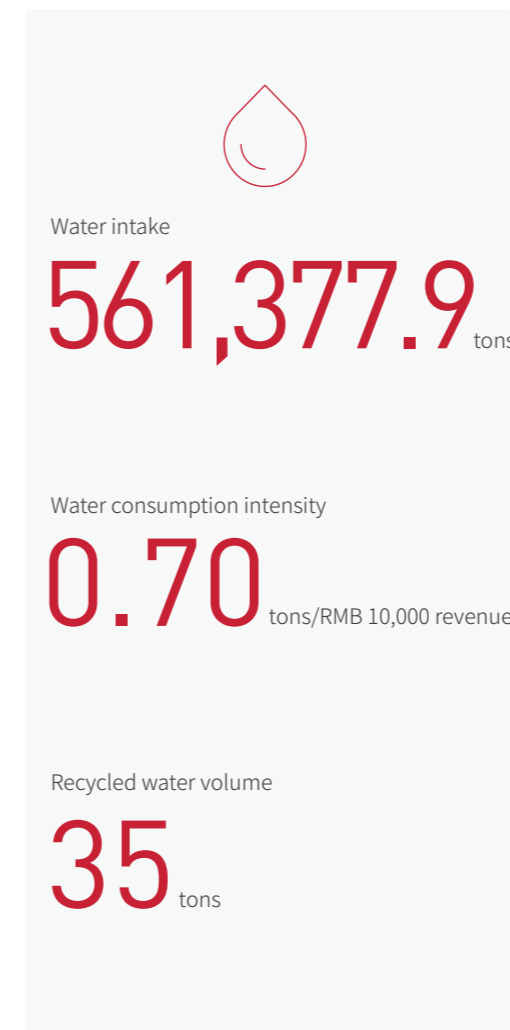 Water intake
561,377.9 tons
Water consumption intensity
0.70 tons/RMB 10,000 revenue
Recycled water volume
35 tons